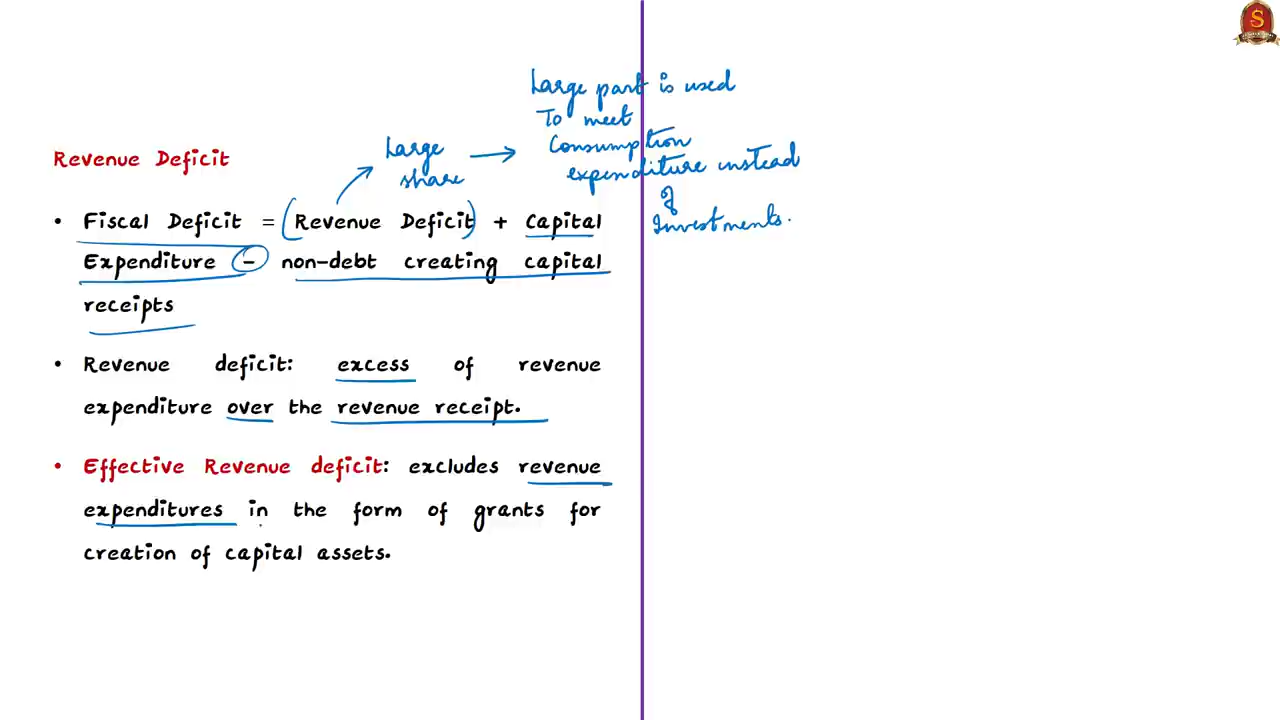 Large part is used
To meet
Consumption
expenditure instead
of
Investments.
Large
share
Revenue Deficit
• Fiscal Deficit = (Revenue Deficit) + Capital
Expenditure - non-debt creating capital
receipts
• Revenue deficit: excess of revenue
expenditure over the revenue receipt.
• Effective Revenue deficit: excludes revenue
expenditures in the form of grants for
creation of capital assets.
S